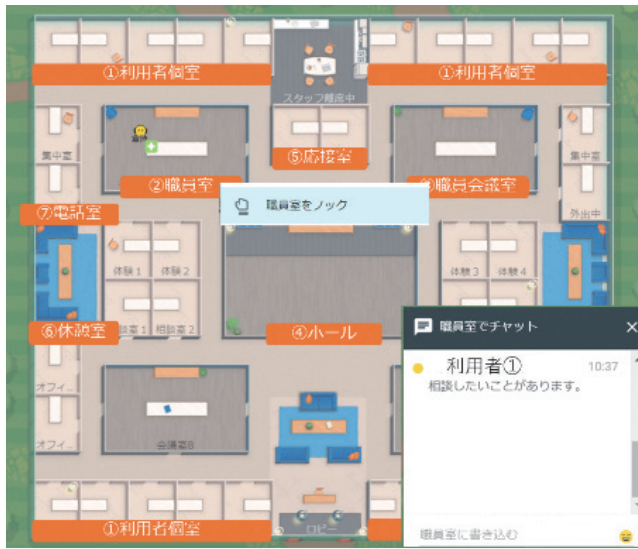 ①利用者個室
①利用者個室
スタッフ離席中
⑤応接室
集中室
集中室
②職員室
職員会議室
職員室をノック
⑦電話室
外出中
体験1
体験2
体験3
体験4
談室1
相談室2
⑥休憩室
④ホール
職員室でチャット
利用者①
10:37
相談したいことがあります。
オフィ...
オフィ...
会議室B
①利用者個室
ロビー
職員室に書き込む